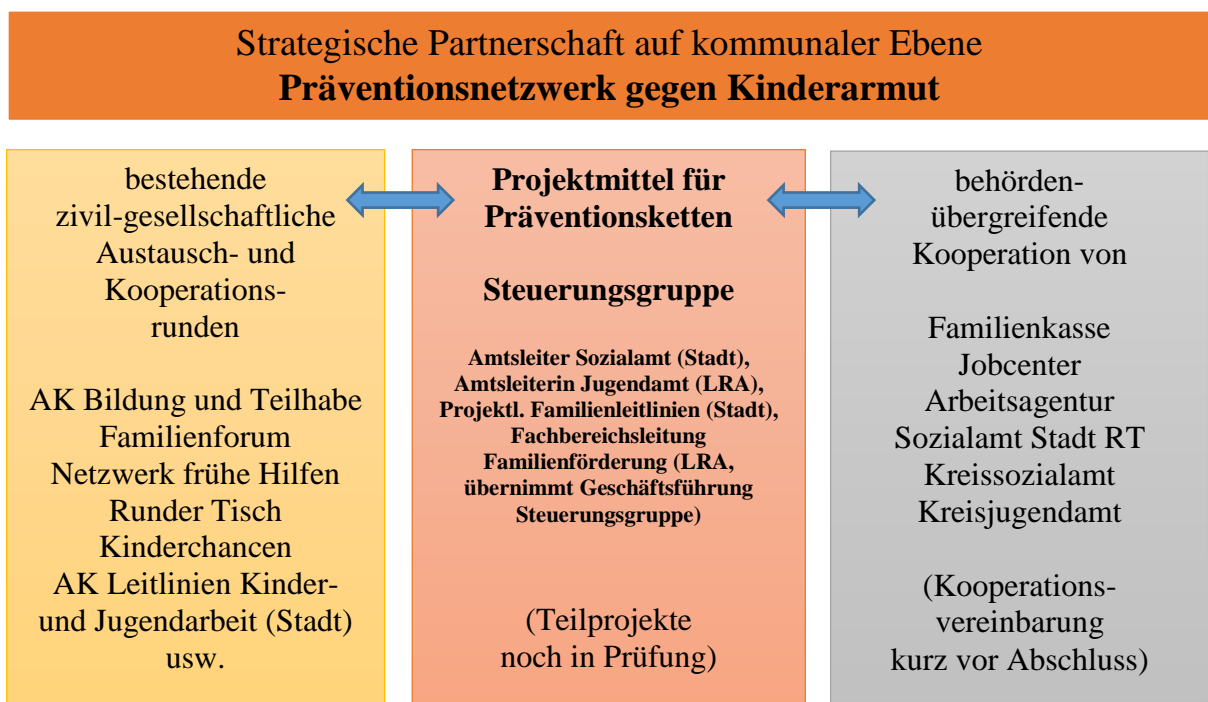 Strategische Partnerschaft auf kommunaler Ebene
Präventionsnetzwerk gegen Kinderarmut
bestehende
zivil-gesellschaftliche
Austausch- und
Kooperations-
runden
AK Bildung und Teilhabe
Familienforum
Netzwerk frühe Hilfen
Runder Tisch
Kinderchancen
AK Leitlinien Kinder-
und Jugendarbeit (Stadt)
usw.
Projektmittel für
Präventionsketten
Steuerungsgruppe
Amtsleiter Sozialamt (Stadt),
Amtsleiterin Jugendamt (LRA),
Projektl. Familienleitlinien (Stadt),
Fachbereichsleitung
Familienförderung (LRA,
übernimmt Geschäftsführung
Steuerungsgruppe)
(Teilprojekte
noch in Prüfung)
behörden-
übergreifende
Kooperation von
Familienkasse
Jobcenter
Arbeitsagentur
Sozialamt Stadt RT
Kreissozialamt
Kreisjugendamt
(Kooperations-
vereinbarung
kurz vor Abschluss)